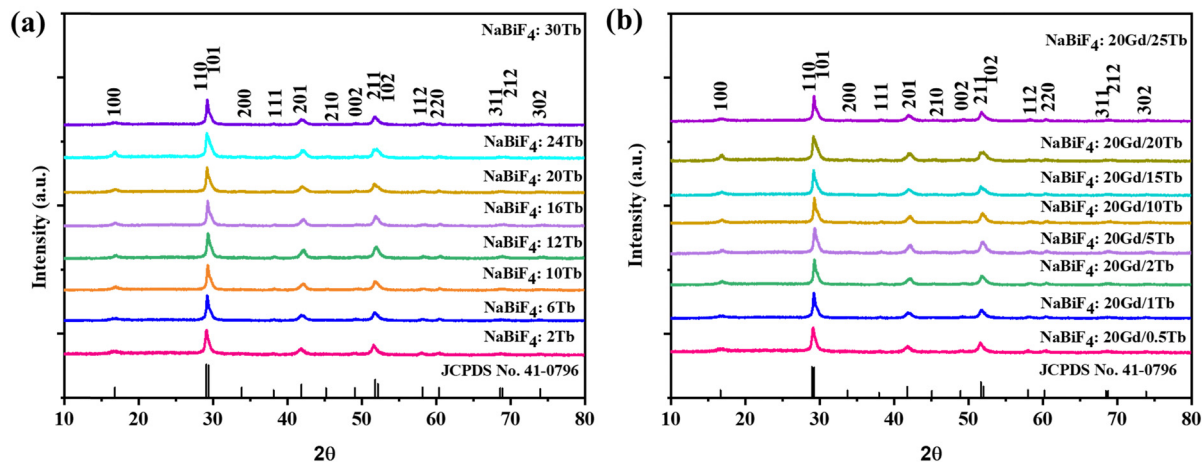 (a)
NaBiF4: 30Tb
100
110
101
200
111
201
210
002
211
102
112
220
311
212
302
NaBiF4: 24Tb
NaBiF4: 20Tb
NaBiF4: 16Tb
NaBiF4: 12Tb
NaBiF4: 10Tb
NaBiF4: 6Tb
NaBiF4: 2Tb
JCPDS No. 41-0796
Intensity (a.u.)
10 20 30 40 50 60 70 80
2θ
(b)
NaBiF4: 20Gd/25Tb
100
110
101
200
111
201
210
002
211
102
112
220
311
212
302
NaBiF4: 20Gd/20Tb
NaBiF4: 20Gd/15Tb
NaBiF4: 20Gd/10Tb
NaBiF4: 20Gd/5Tb
NaBiF4: 20Gd/2Tb
NaBiF4: 20Gd/1Tb
NaBiF4: 20Gd/0.5Tb
JCPDS No. 41-0796
Intensity (a.u.)
10 20 30 40 50 60 70 80
2θ